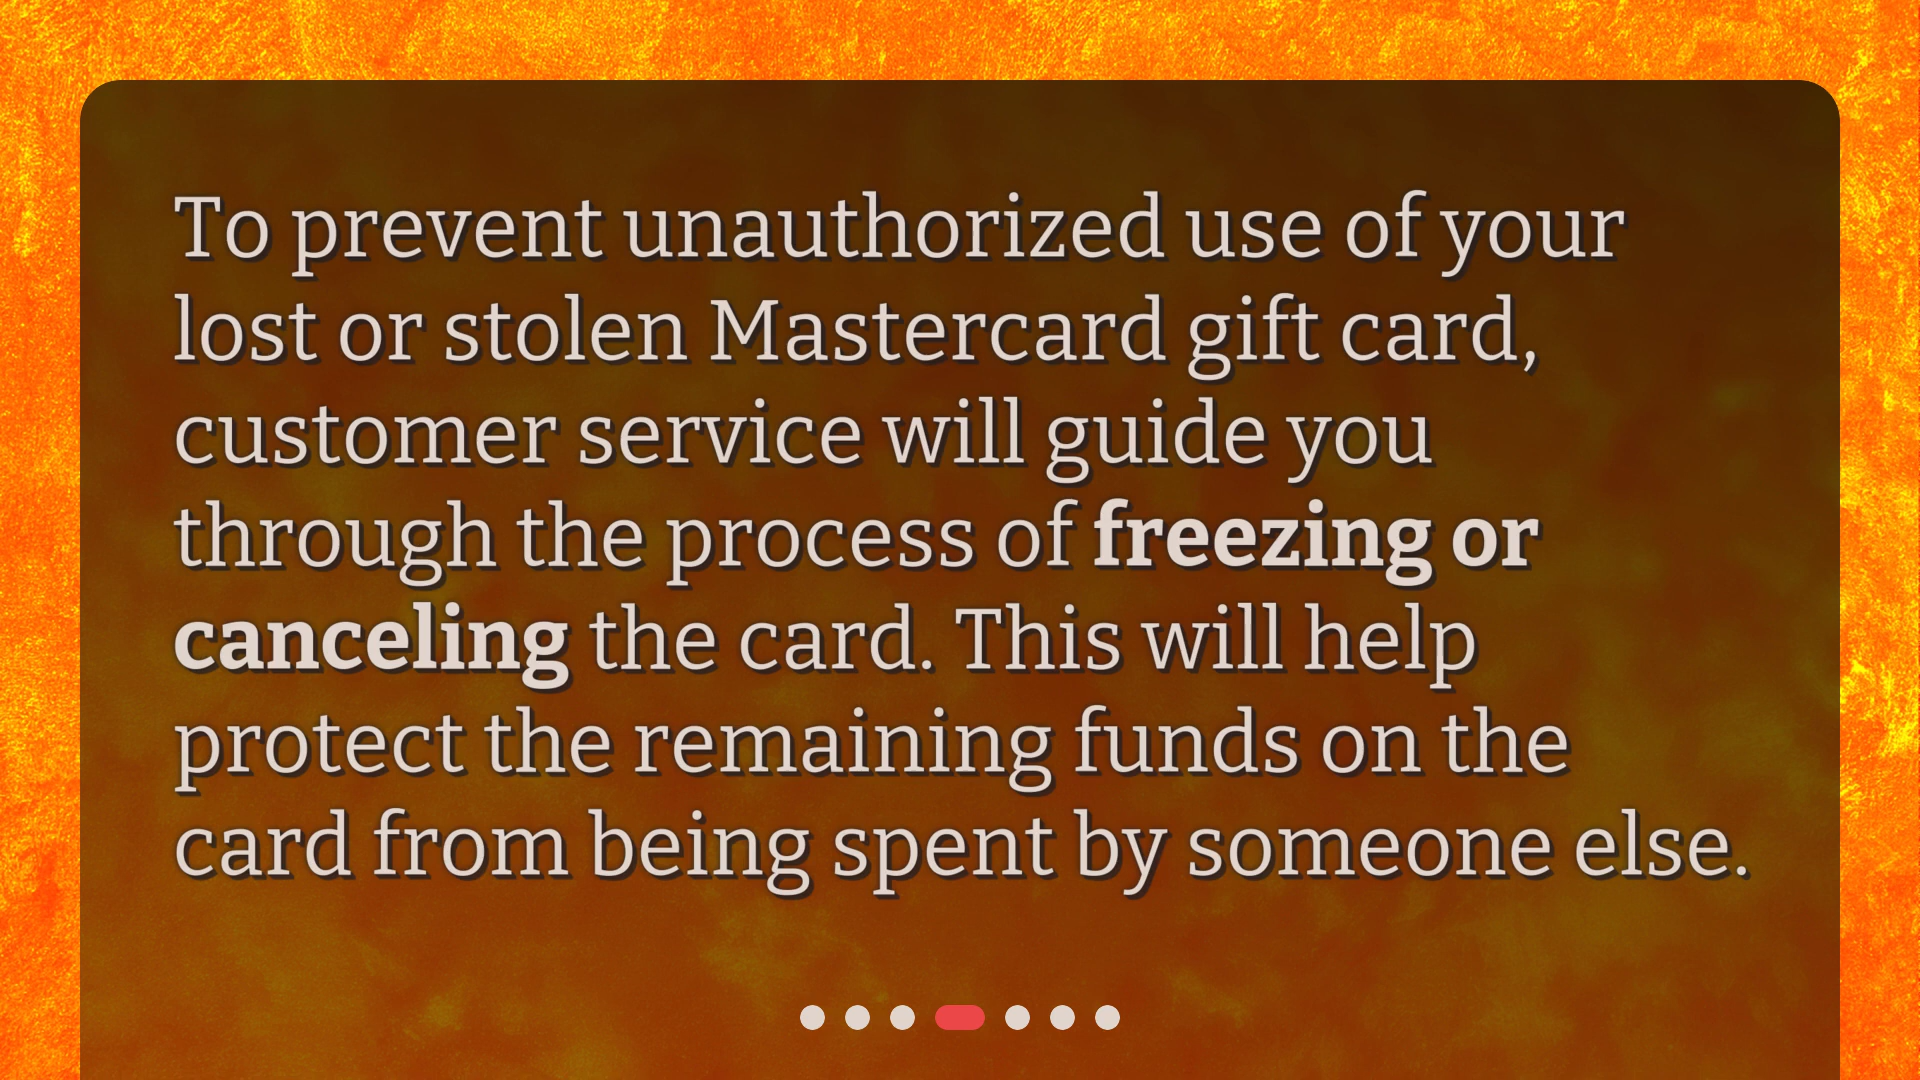 To prevent unauthorized use of your
lost or stolen Mastercard gift card,
customer service will guide you
through the process of freezing or
canceling the card. This will help
protect the remaining funds on the
card from being spent by someone else.